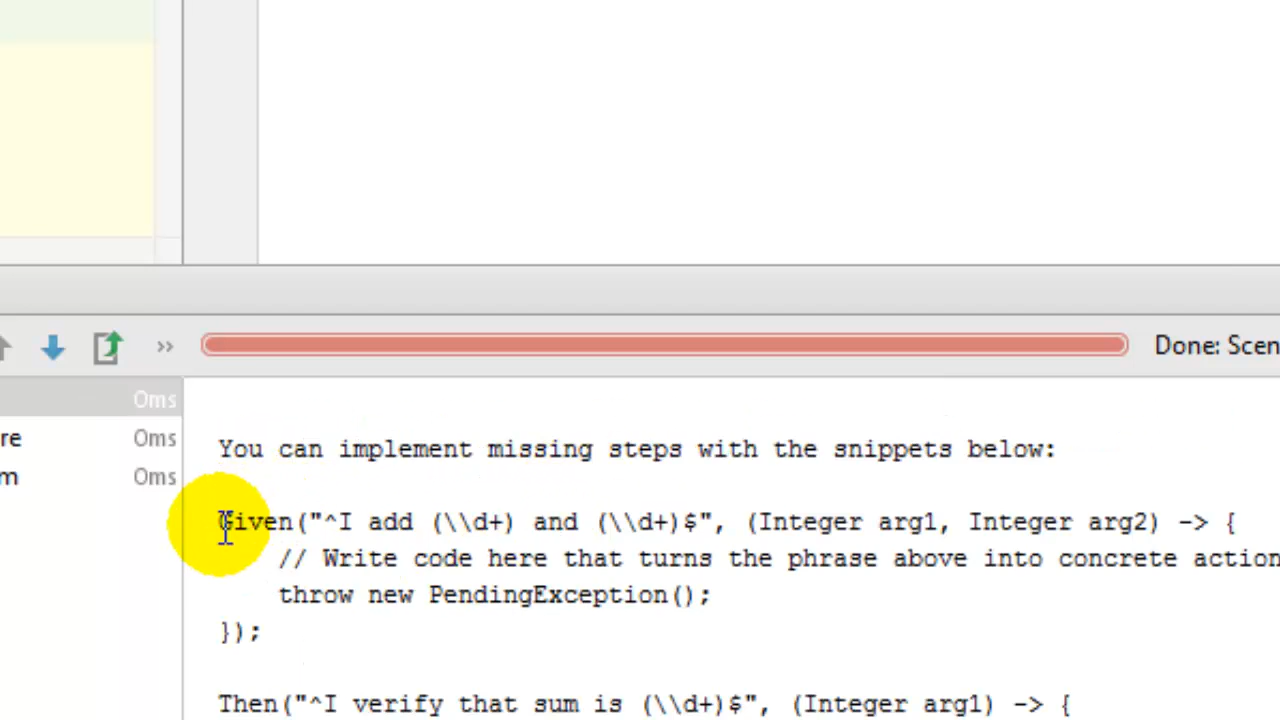 Done: Scen
0ms
re 0ms
m 0ms
You can implement missing steps with the snippets below:
Given("^I add (\\d+) and (\\d+)$", (Integer arg1, Integer arg2) -> {
// Write code here that turns the phrase above into concrete action
throw new PendingException();
});
Then("^I verify that sum is (\\d+)$", (Integer arg1) -> {